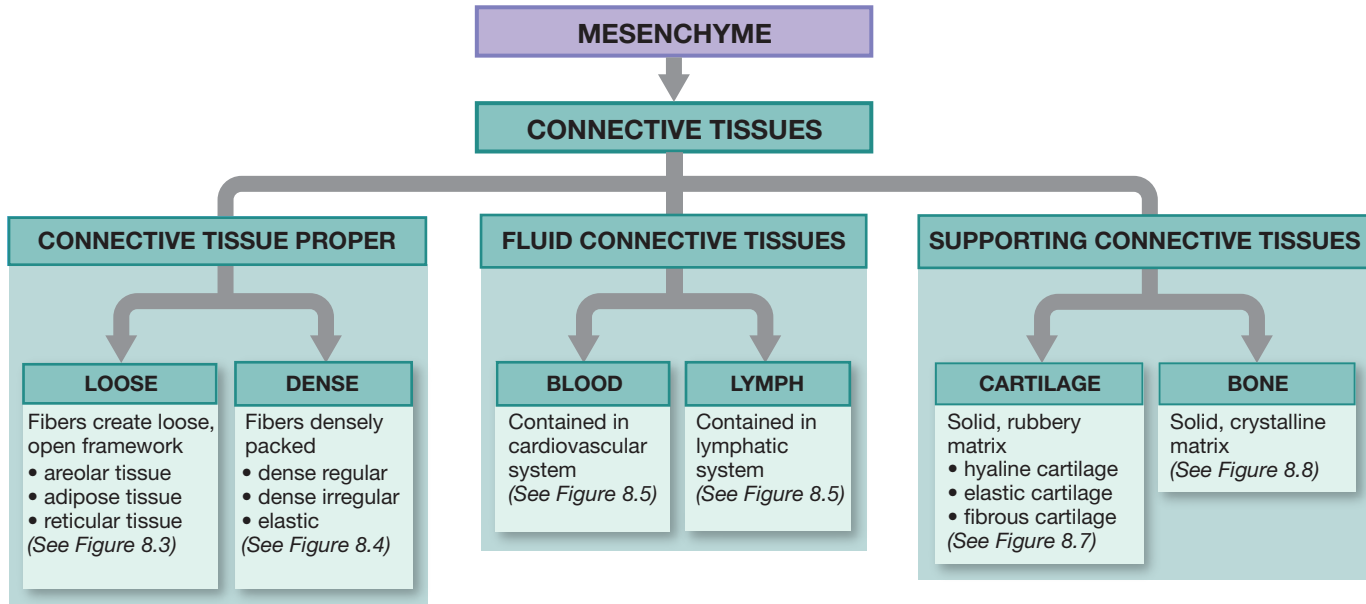 MESENCHYME
CONNECTIVE TISSUES
CONNECTIVE TISSUE PROPER
LOOSE
Fibers create loose,
open framework
• areolar tissue
• adipose tissue
• reticular tissue
(See Figure 8.3)
DENSE
Fibers densely
packed
• dense regular
• dense irregular
• elastic
(See Figure 8.4)
FLUID CONNECTIVE TISSUES
BLOOD
Contained in
cardiovascular
system
(See Figure 8.5)
LYMPH
Contained in
lymphatic
system
(See Figure 8.5)
SUPPORTING CONNECTIVE TISSUES
CARTILAGE
Solid, rubbery
matrix
• hyaline cartilage
• elastic cartilage
• fibrous cartilage
(See Figure 8.7)
BONE
Solid, crystalline
matrix
(See Figure 8.8)